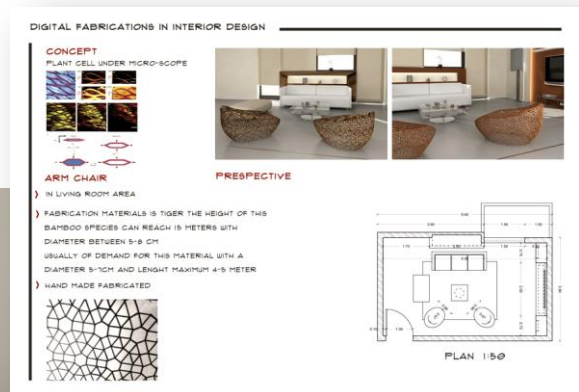 DIGITAL FABRICATIONS IN INTERIOR DESIGN
CONCEPT
PLANT CELL UNDER MICRO-SCOPE
ARM CHAIR
IN LIVING ROOM AREA
FABRICATION MATERIALS IS TIGER THE HEIGHT OF THIS
BAMBOO SPECIES CAN REACH 15 METERS WITH
DIAMETER BETWEEN 5-8 CM
USUALLY OF DEMAND FOR THIS MATERIAL WITH A
DIAMETER 5-7CM AND LENGHT MAXIMUM 4-5 METER
HAND MADE FABRICATED
PRESPECTIVE
PLAN 1:50